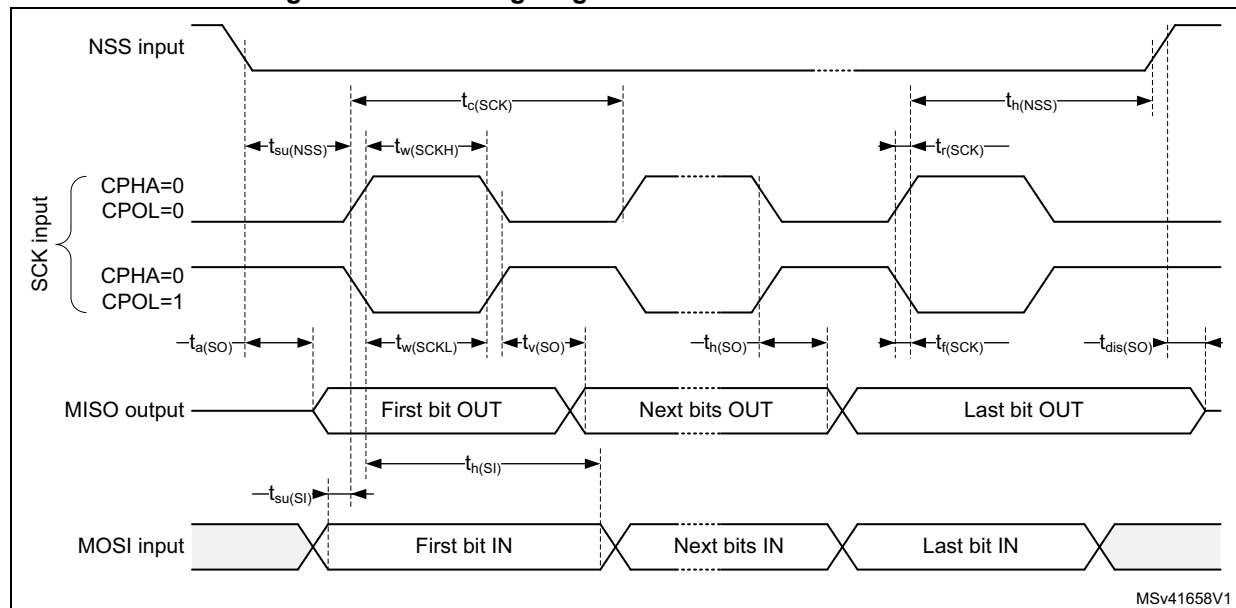 NSS input
tc(SCK)
th(NSS)
tsu(NSS)
tw(SCKH)
tr(SCK)
SCK input
CPHA=0
CPOL=0
CPHA=0
CPOL=1
ta(SO)
tw(SCKL)
tv(SO)
th(SO)
tf(SCK)
tdis(SO)
MISO output
First bit OUT
Next bits OUT
Last bit OUT
th(SI)
tsu(SI)
MOSI input
First bit IN
Next bits IN
Last bit IN
MSv41658V1